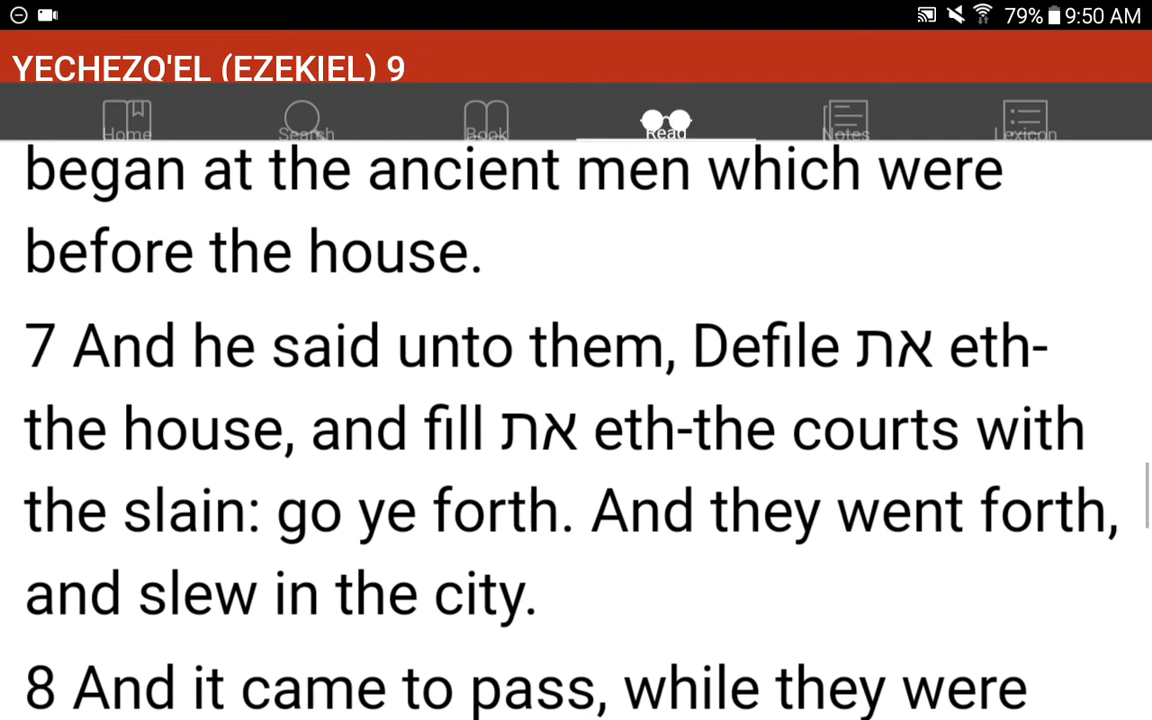 79% 9:50 AM
YECHEZQ'EL (EZEKIEL) 9
Home Search Book Read Notes Lexicon
began at the ancient men which were
before the house.
7 And he said unto them, Defile את eth-
the house, and fill את eth-the courts with
the slain: go ye forth. And they went forth,
and slew in the city.
8 And it came to pass, while they were